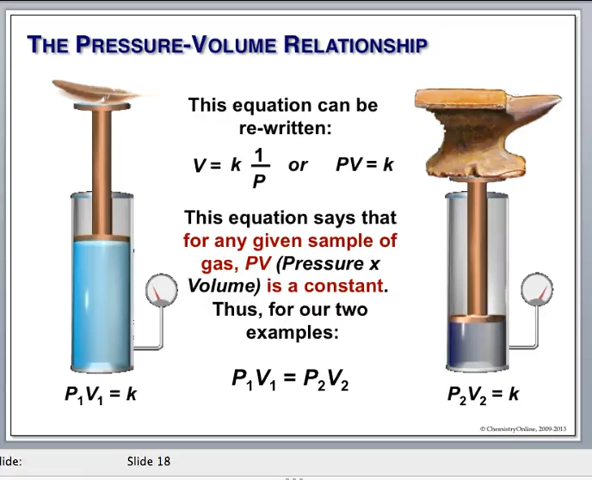 THE PRESSURE-VOLUME RELATIONSHIP
This equation can be
re-written:
V = k 1/P or PV = k
This equation says that
for any given sample of
gas, PV (Pressure x
Volume) is a constant.
Thus, for our two
examples:
P₁V₁ = P₂V₂
P₁V₁ = k
P₂V₂ = k
© ChemistryOnline, 2009-2013
lide:
Slide 18